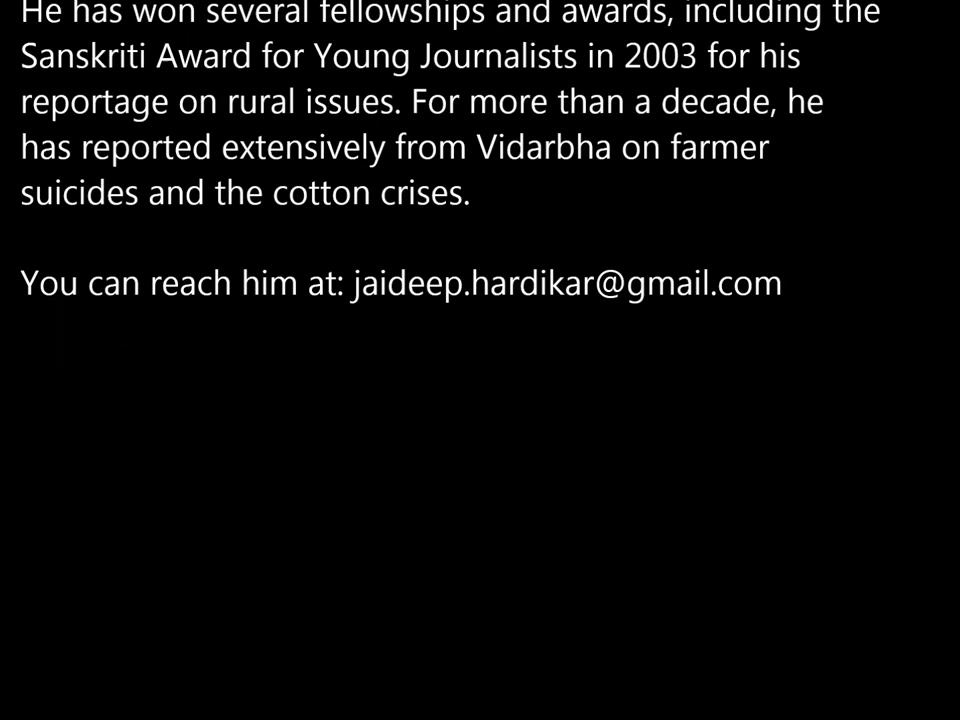 He has won several fellowships and awards, including the
Sanskriti Award for Young Journalists in 2003 for his
reportage on rural issues. For more than a decade, he
has reported extensively from Vidarbha on farmer
suicides and the cotton crises.
You can reach him at: jaideep.hardikar@gmail.com